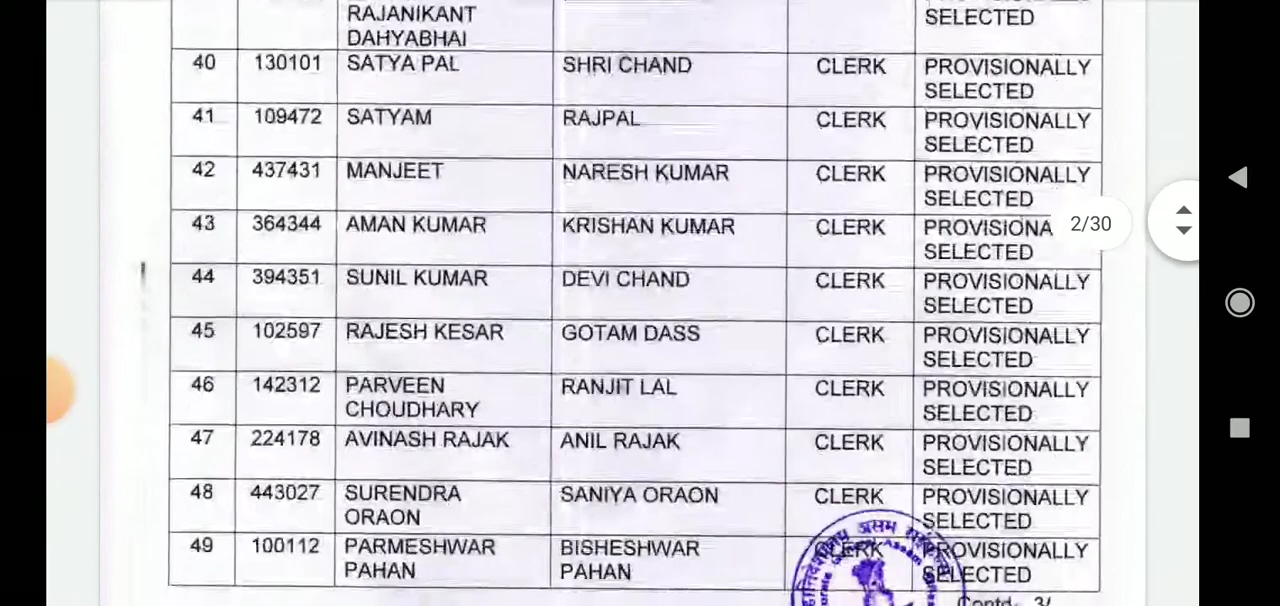 RAJANIKANT SELECTED
DAHYABHAI
40 130101 SATYA PAL SHRI CHAND CLERK PROVISIONALLY
SELECTED
41 109472 SATYAM RAJPAL CLERK PROVISIONALLY
SELECTED
42 437431 MANJEET NARESH KUMAR CLERK PROVISIONALLY
SELECTED
43 364344 AMAN KUMAR KRISHAN KUMAR CLERK PROVISIONA
SELECTED
2/30
44 394351 SUNIL KUMAR DEVI CHAND CLERK PROVISIONALLY
SELECTED
45 102597 RAJESH KESAR GOTAM DASS CLERK PROVISIONALLY
SELECTED
46 142312 PARVEEN RANJIT LAL CLERK PROVISIONALLY
CHOUDHARY SELECTED
47 224178 AVINASH RAJAK ANIL RAJAK CLERK PROVISIONALLY
SELECTED
48 443027 SURENDRA SANIYA ORAON CLERK PROVISIONALLY
ORAON SELECTED
49 100112 PARMESHWAR BISHESHWAR CLERK PROVISIONALLY
PAHAN PAHAN SELECTED
असम
Assam
Contd- 3/